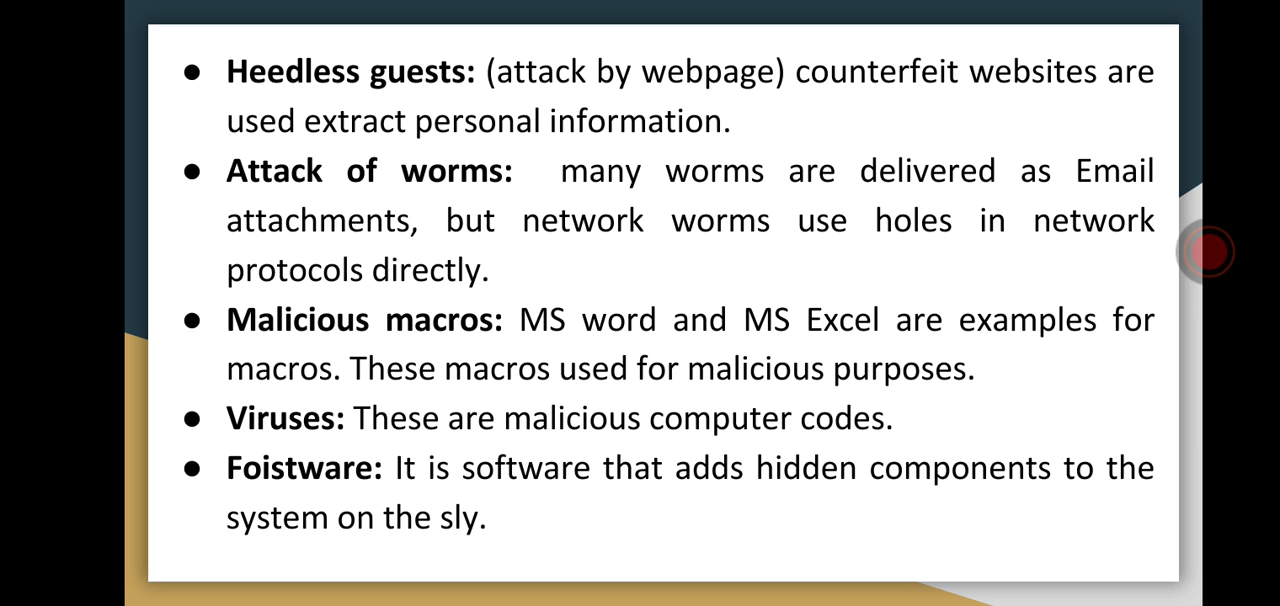 ● Heedless guests: (attack by webpage) counterfeit websites are
used extract personal information.
● Attack of worms: many worms are delivered as Email
attachments, but network worms use holes in network
protocols directly.
● Malicious macros: MS word and MS Excel are examples for
macros. These macros used for malicious purposes.
● Viruses: These are malicious computer codes.
● Foistware: It is software that adds hidden components to the
system on the sly.